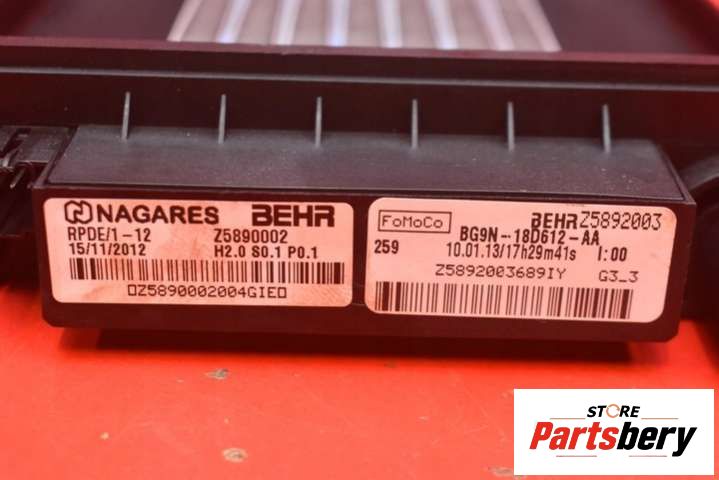 NAGARES BEHR
RPDE/1-12 Z5890002
15/11/2012 H2.0 S0.1 P0.1
Z5890002004GIE
FoMoCo BEHR Z5892003
BG9N--18D612-AA
259 10.01.13/17h29m41s I:00
Z5892003689IY G3_3
STORE
Partsbery